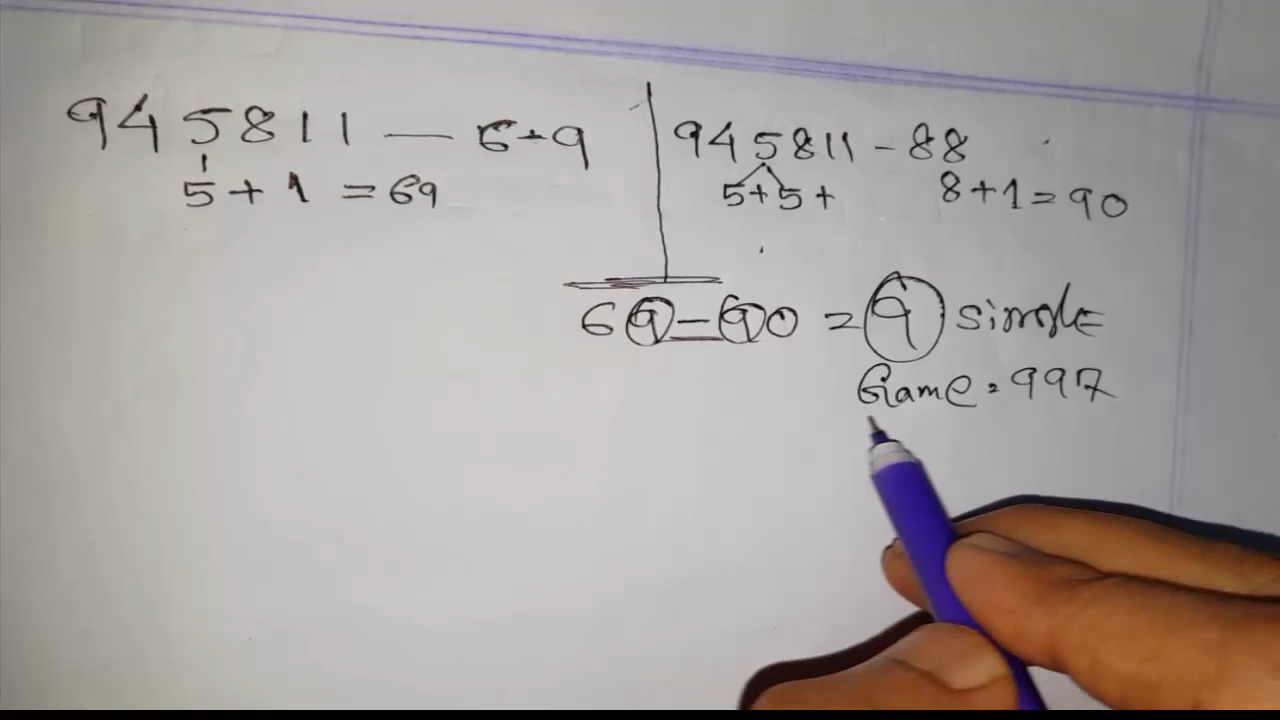 945811 — 6-9
5+1 = 69
945811 - 88
5+5+ 8+1=90
69-90 = 9 single
Game = 997